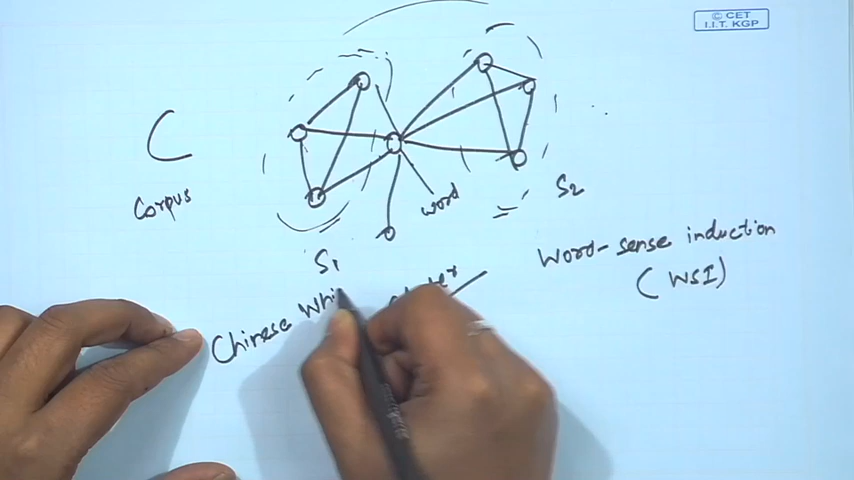 © CET
I.I.T. KGP
C
Corpus
word
S1
S2
Word-sense induction
(WSI)
Chinese Whi